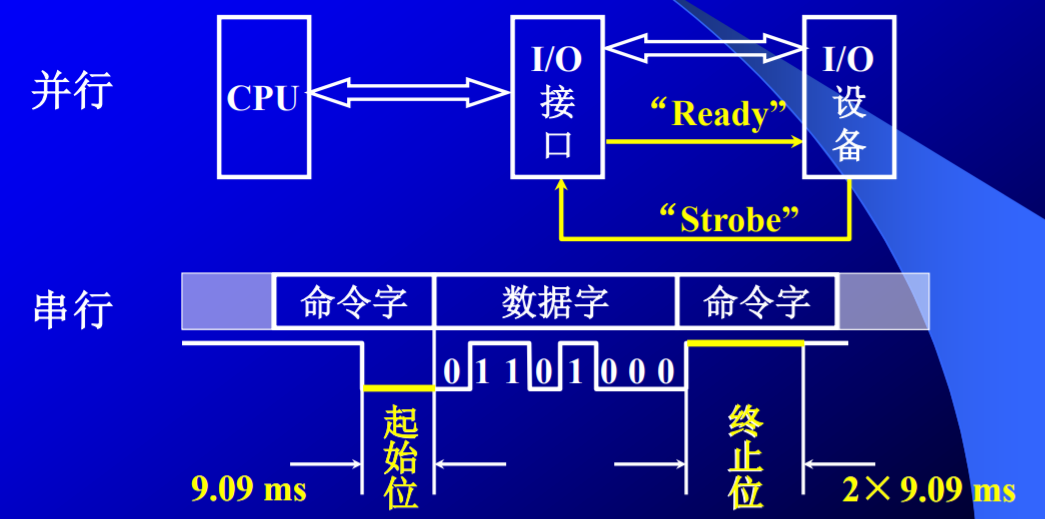 并行
CPU
I/O
接
口
I/O
设
备
“Ready”
“Strobe”
串行
命令字
数据字
命令字
0 1 1 0 1 0 0 0
起
始
位
终
止
位
9.09 ms
2×9.09 ms